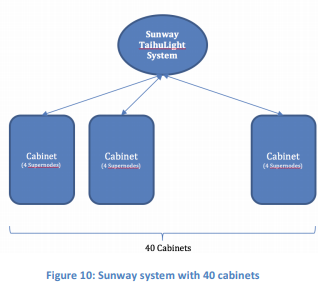 Sunway
TaihuLight
System
Cabinet
(4 Supernodes)
Cabinet
(4 Supernodes)
Cabinet
(4 Supernodes)
40 Cabinets
Figure 10: Sunway system with 40 cabinets